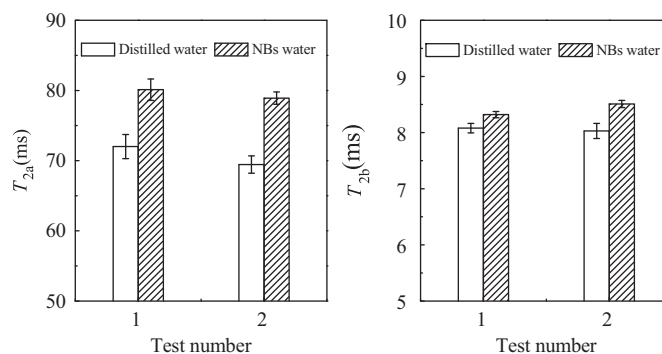 90
80
70
60
50
T2a(ms)
Distilled water
NBs water
1
2
Test number
10
9
8
7
6
5
T2b(ms)
Distilled water
NBs water
1
2
Test number